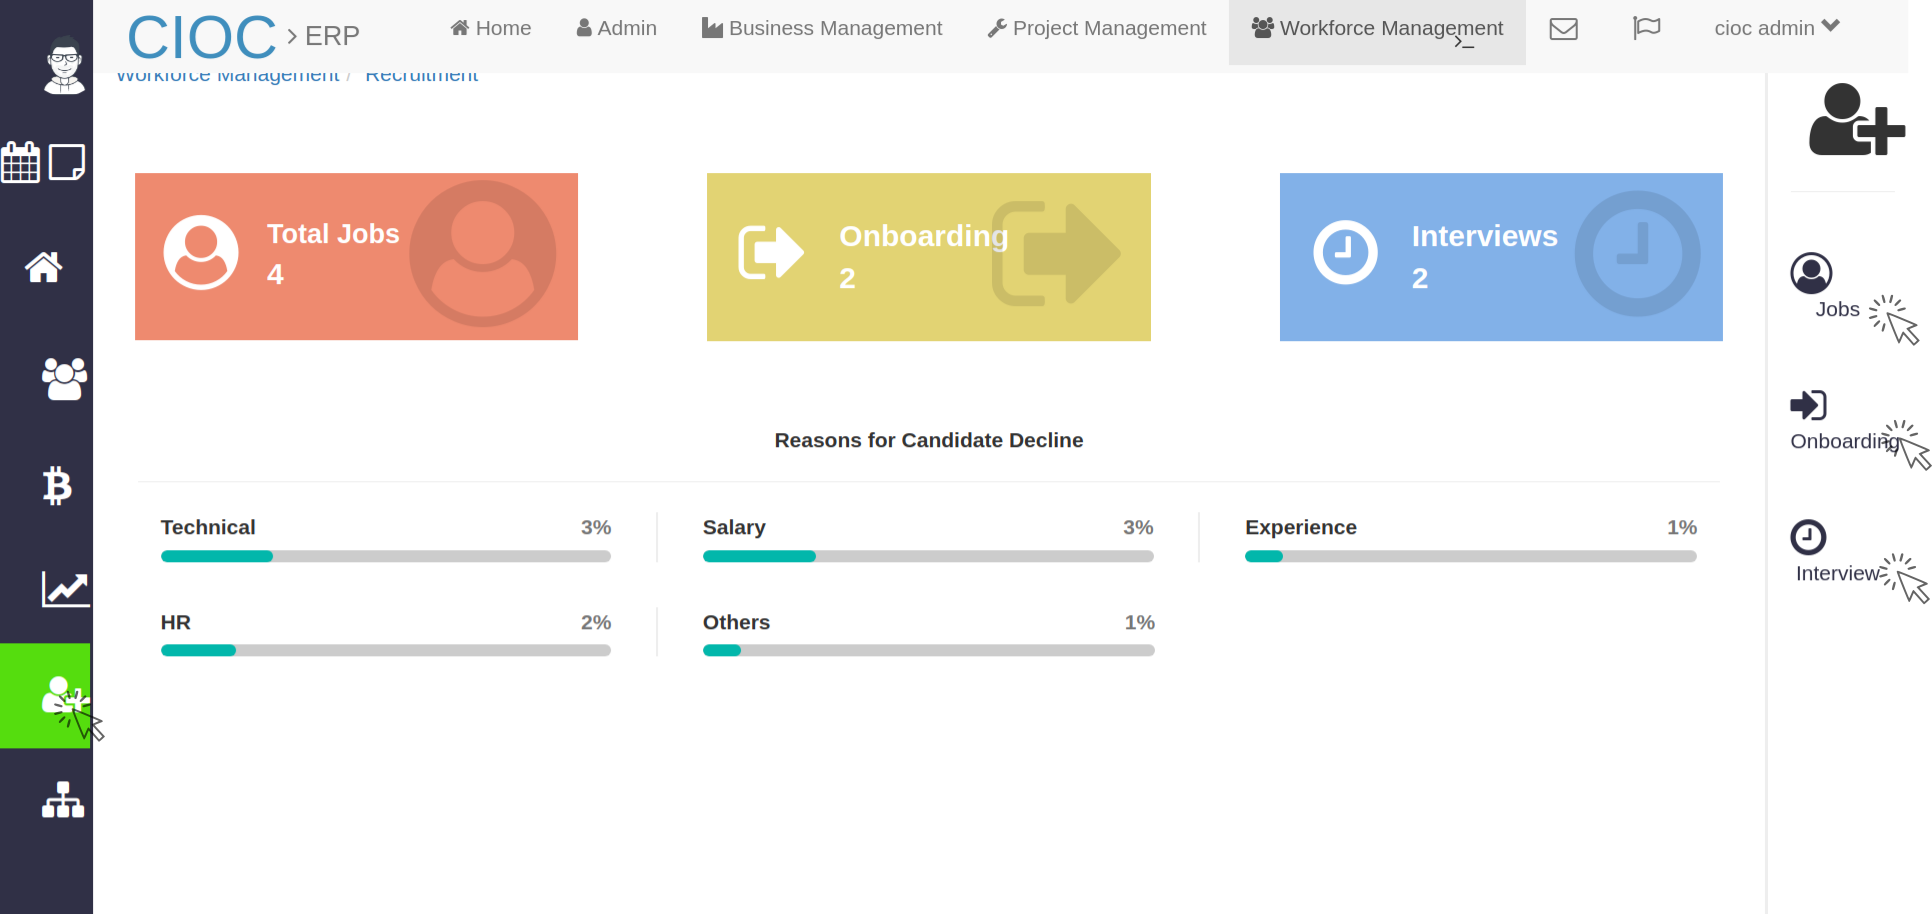 CIOC > ERP
Home
Admin
Business Management
Project Management
Workforce Management
cioc admin
Workforce Management / Recruitment
Total Jobs
4
Onboarding
2
Interviews
2
Jobs
Onboarding
Interview
Reasons for Candidate Decline
Technical 3%
Salary 3%
Experience 1%
HR 2%
Others 1%